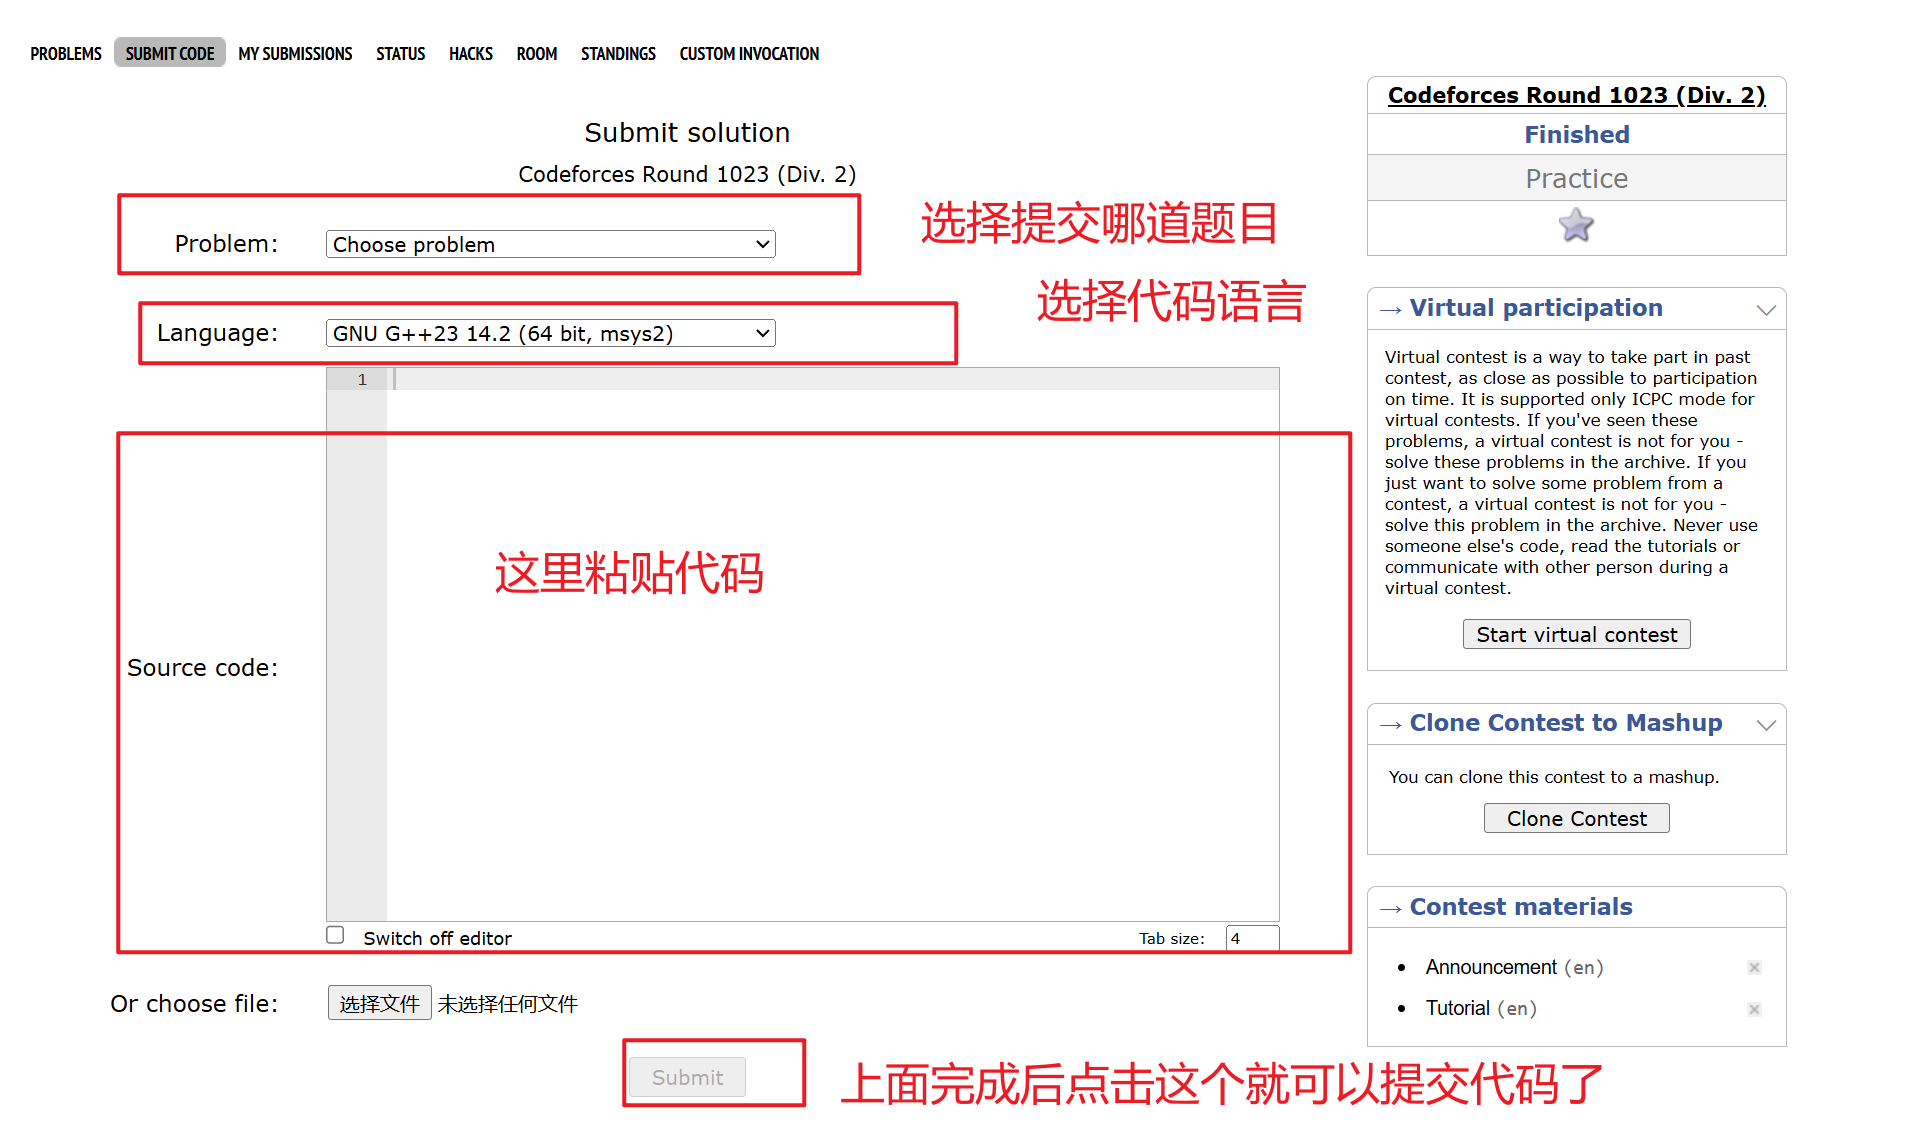 PROBLEMS SUBMIT CODE MY SUBMISSIONS STATUS HACKS ROOM STANDINGS CUSTOM INVOCATION
Submit solution
Codeforces Round 1023 (Div. 2)
Problem: Choose problem
选择提交哪道题目
Language: GNU G++23 14.2 (64 bit, msys2)
选择代码语言
1
这里粘贴代码
Source code:
Switch off editor
Tab size: 4
Or choose file: 选择文件 未选择任何文件
Submit
上面完成后点击这个就可以提交代码了
Codeforces Round 1023 (Div. 2)
Finished
Practice
→ Virtual participation
Virtual contest is a way to take part in past
contest, as close as possible to participation
on time. It is supported only ICPC mode for
virtual contests. If you've seen these
problems, a virtual contest is not for you -
solve these problems in the archive. If you
just want to solve some problem from a
contest, a virtual contest is not for you -
solve this problem in the archive. Never use
someone else's code, read the tutorials or
communicate with other person during a
virtual contest.
Start virtual contest
→ Clone Contest to Mashup
You can clone this contest to a mashup.
Clone Contest
→ Contest materials
Announcement (en)
Tutorial (en)